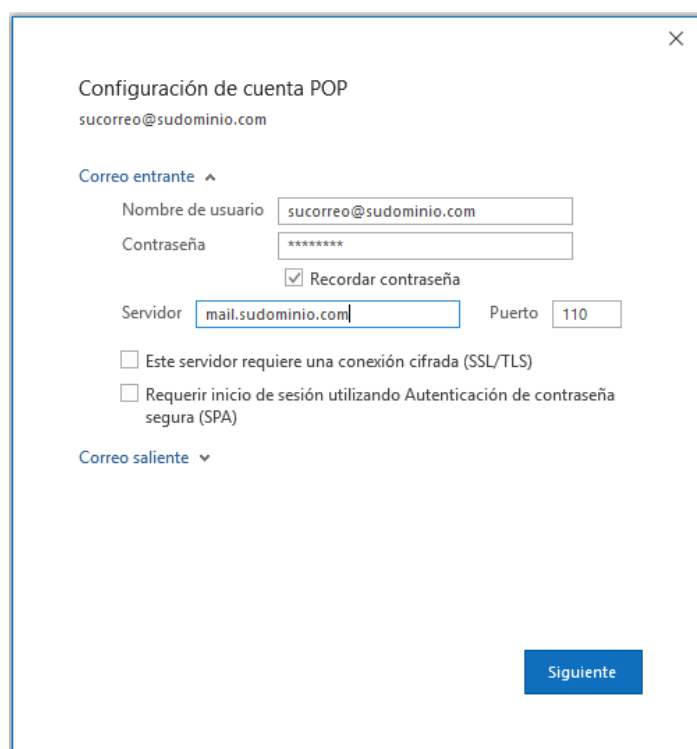 Configuración de cuenta POP
sucorreo@sudominio.com
Correo entrante
Nombre de usuario sucorreo@sudominio.com
Contraseña ********
Recordar contraseña
Servidor mail.sudominio.com Puerto 110
Este servidor requiere una conexión cifrada (SSL/TLS)
Requerir inicio de sesión utilizando Autenticación de contraseña
segura (SPA)
Correo saliente
Siguiente